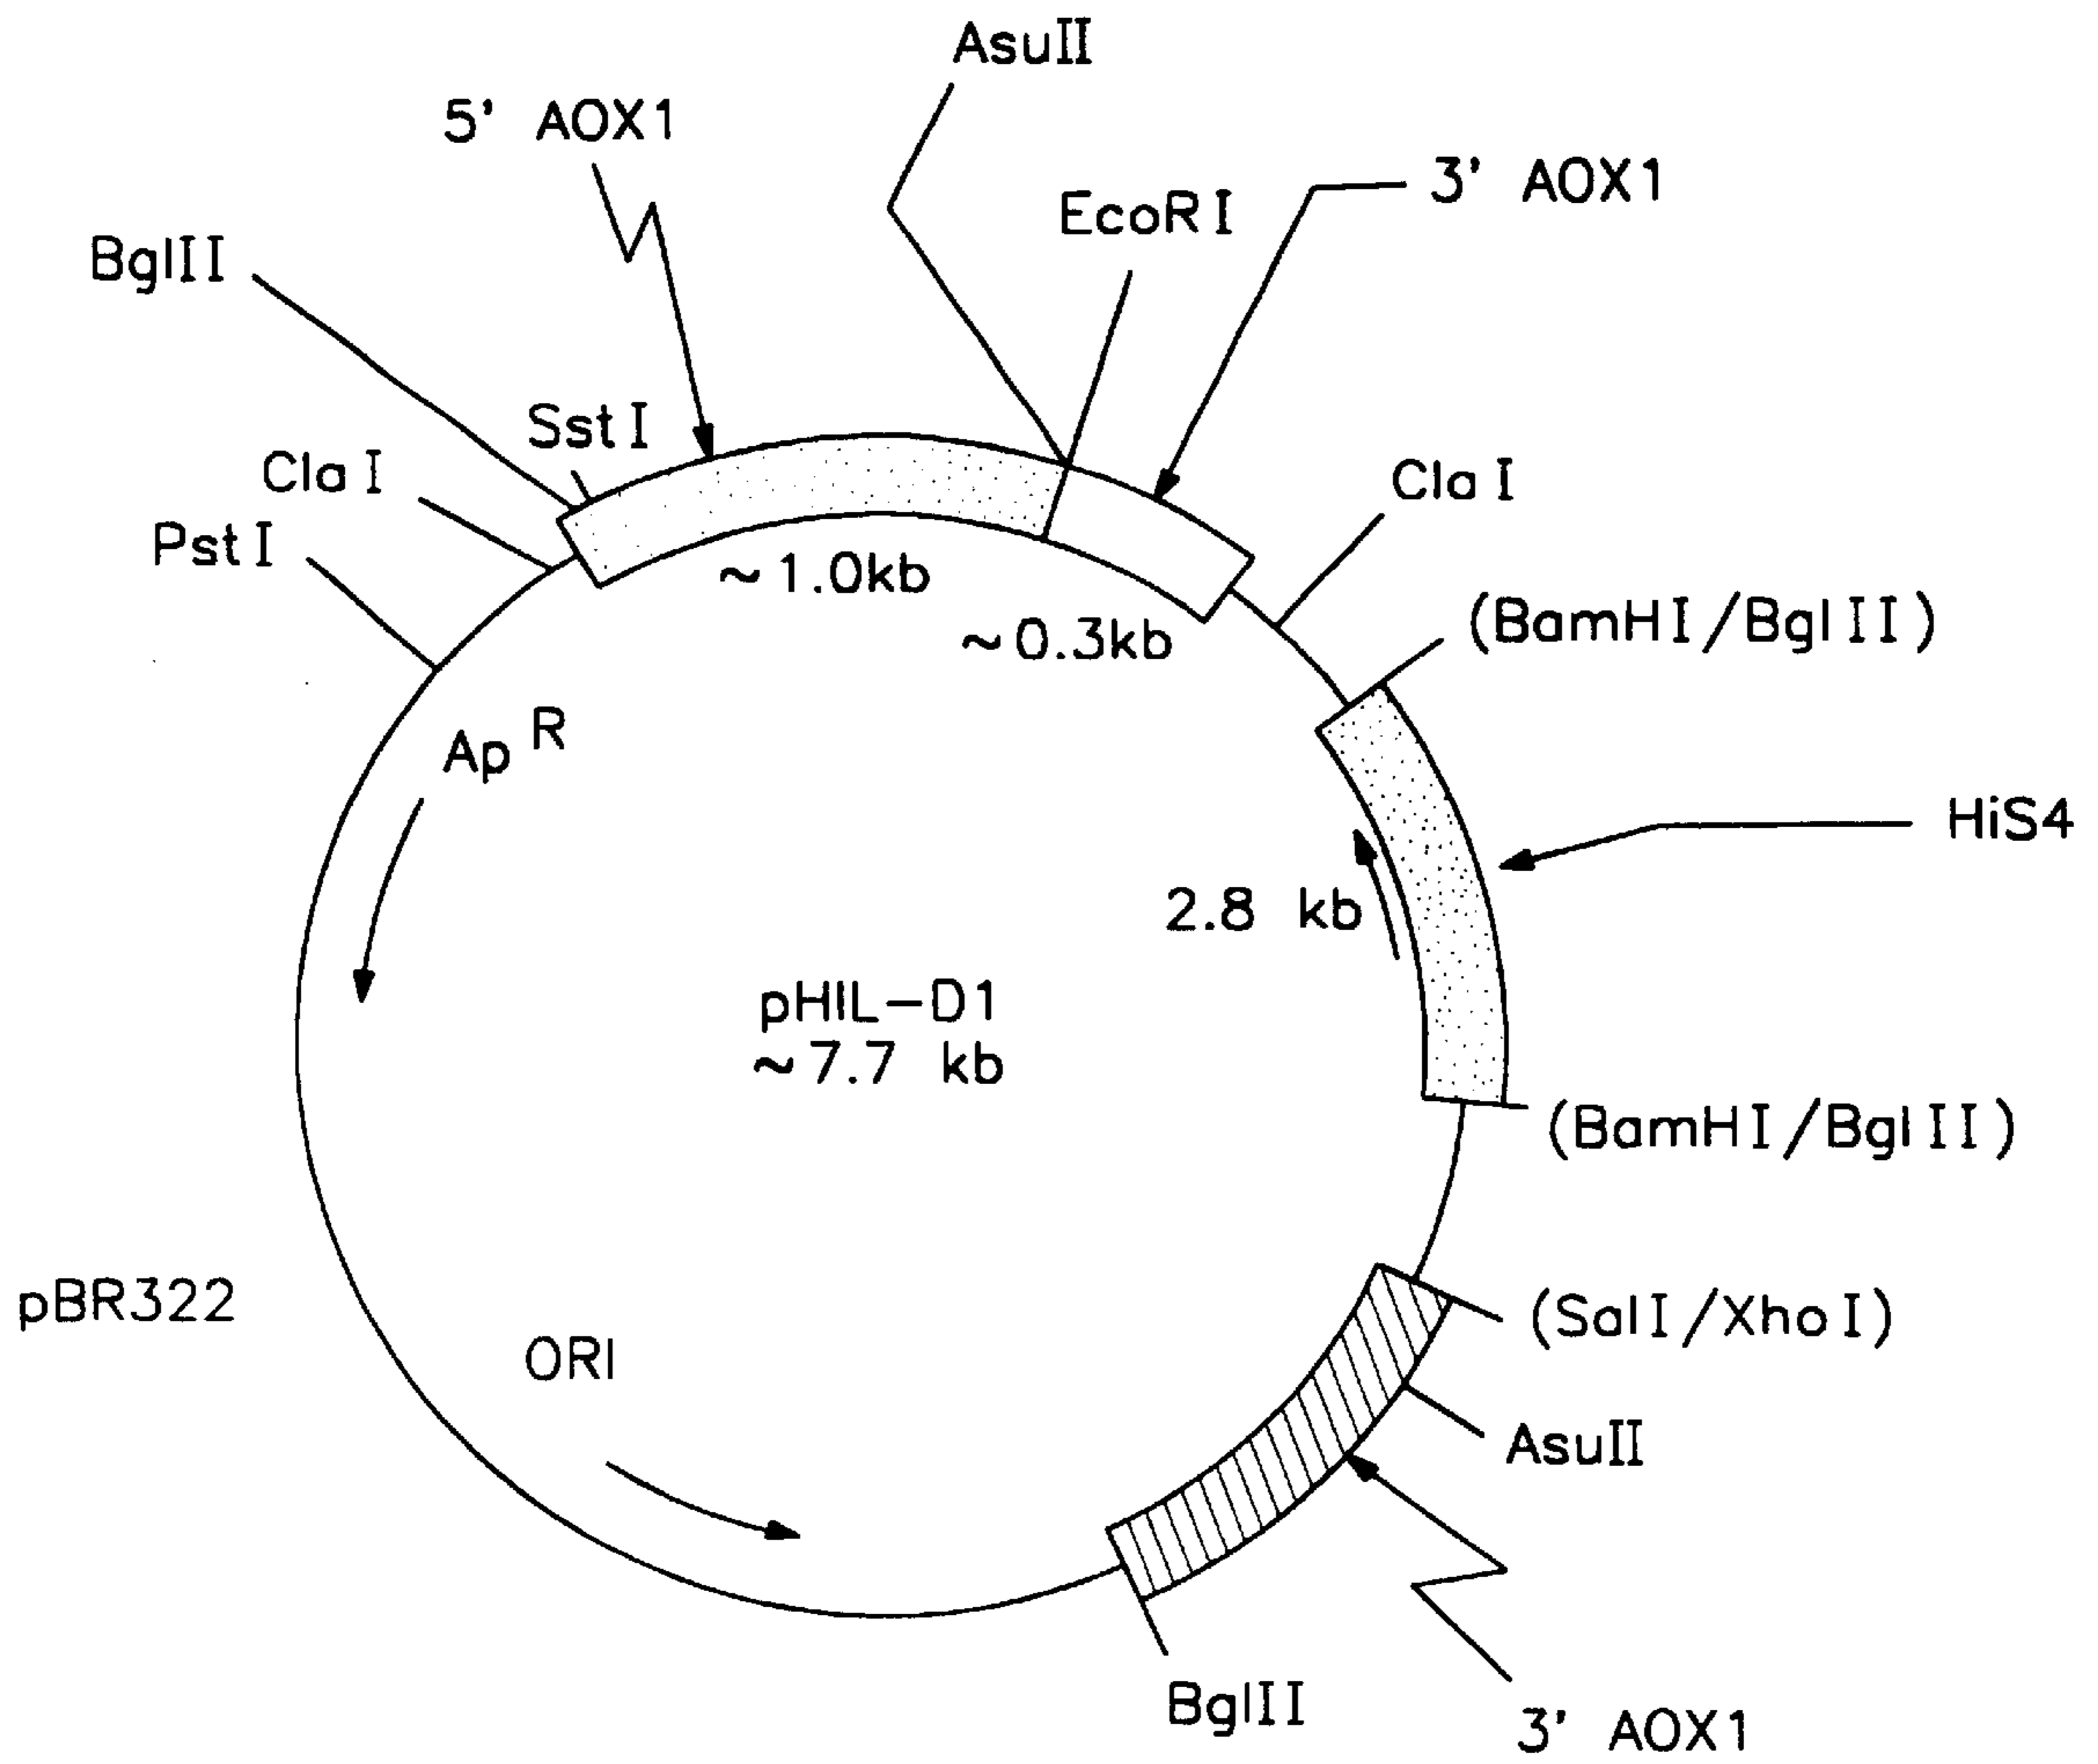 AsuII
5' AOX1
3' AOX1
EcoRI
BglII
SstI
ClaI
ClaI
PstI
~1.0kb
(BamHI/BglII)
~0.3kb
Ap R
HiS4
2.8 kb
pHIL-D1
~7.7 kb
(BamHI/BglII)
pBR322
(SalI/XhoI)
ORI
AsuII
BglII
3' AOX1